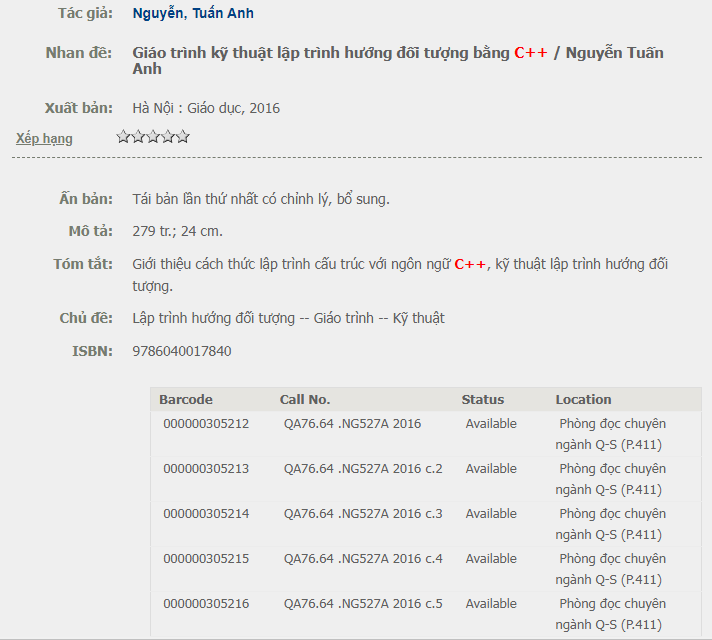 Tác giả: Nguyễn, Tuấn Anh
Nhan đề: Giáo trình kỹ thuật lập trình hướng đối tượng bằng C++ / Nguyễn Tuấn
Anh
Xuất bản: Hà Nội : Giáo dục, 2016
Xếp hạng
Ấn bản: Tái bản lần thứ nhất có chỉnh lý, bổ sung.
Mô tả: 279 tr.; 24 cm.
Tóm tắt: Giới thiệu cách thức lập trình cấu trúc với ngôn ngữ C++, kỹ thuật lập trình hướng đối
tượng.
Chủ đề: Lập trình hướng đối tượng -- Giáo trình -- Kỹ thuật
ISBN: 9786040017840
Barcode Call No. Status Location
000000305212 QA76.64 .NG527A 2016 Available Phòng đọc chuyên
ngành Q-S (P.411)
000000305213 QA76.64 .NG527A 2016 c.2 Available Phòng đọc chuyên
ngành Q-S (P.411)
000000305214 QA76.64 .NG527A 2016 c.3 Available Phòng đọc chuyên
ngành Q-S (P.411)
000000305215 QA76.64 .NG527A 2016 c.4 Available Phòng đọc chuyên
ngành Q-S (P.411)
000000305216 QA76.64 .NG527A 2016 c.5 Available Phòng đọc chuyên
ngành Q-S (P.411)